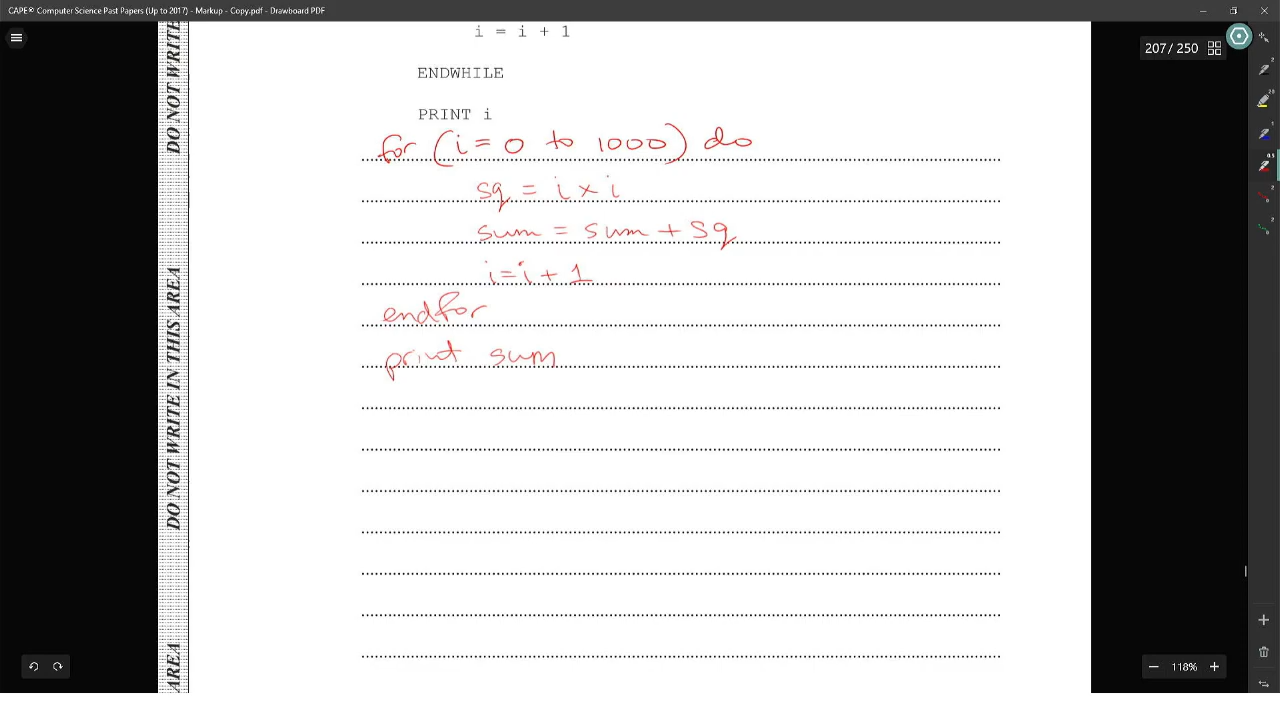 CAPE® Computer Science Past Papers (Up to 2017) - Markup - Copy.pdf - Drawboard PDF
207 / 250
i = i + 1
ENDWHILE
PRINT i
for (i = 0 to 1000) do
sq = i × i
sum = sum + sq
i = i + 1
endfor
print sum
DO NOT WRITE
DO NOT WRITE IN THIS AREA
AREA
118%